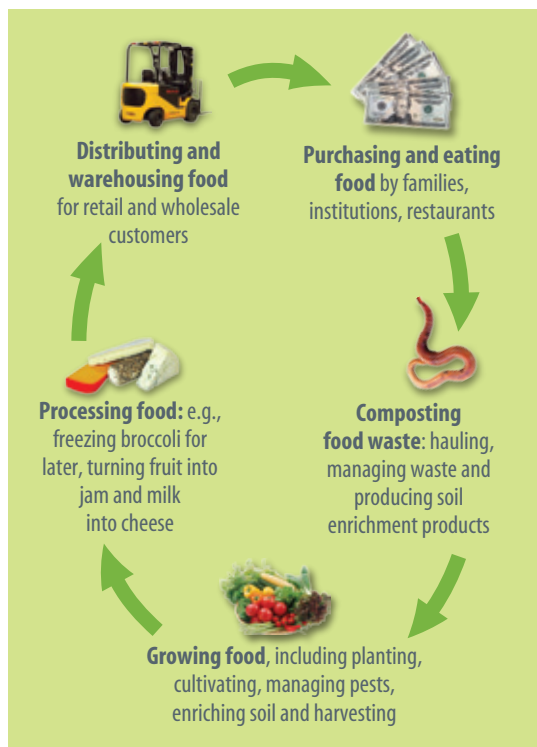 Distributing and
warehousing food
for retail and wholesale
customers
Purchasing and eating
food by families,
institutions, restaurants
Composting
food waste: hauling,
managing waste and
producing soil
enrichment products
Growing food, including planting,
cultivating, managing pests,
enriching soil and harvesting
Processing food: e.g.,
freezing broccoli for
later, turning fruit into
jam and milk
into cheese